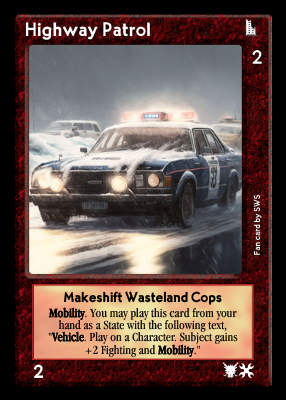 Highway Patrol
2
Fan card by SWS
Makeshift Wasteland Cops
Mobility. You may play this card from your
hand as a State with the following text,
"Vehicle. Play on a Character. Subject gains
+2 Fighting and Mobility."
2